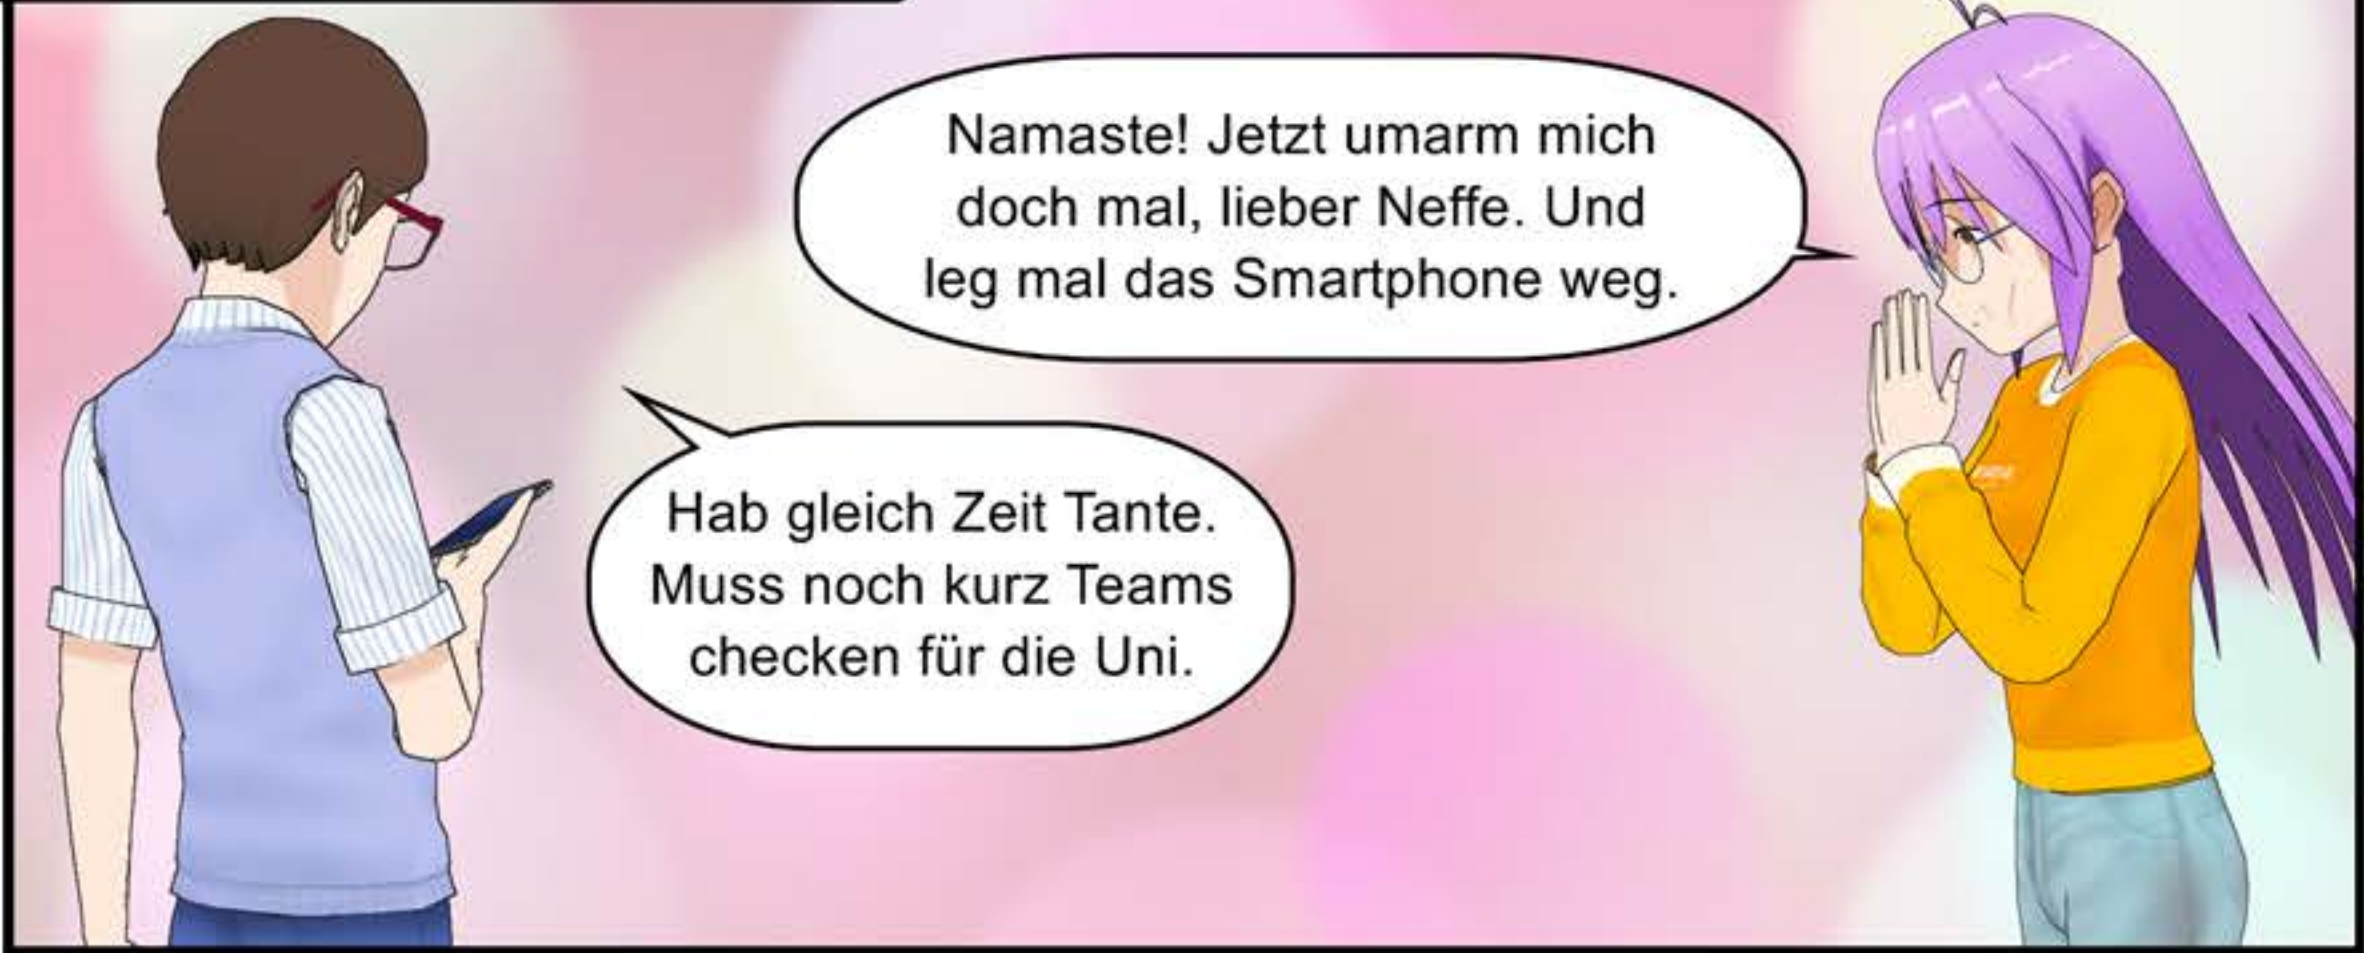 Namaste! Jetzt umarm mich
doch mal, lieber Neffe. Und
leg mal das Smartphone weg.
Hab gleich Zeit Tante.
Muss noch kurz Teams
checken für die Uni.